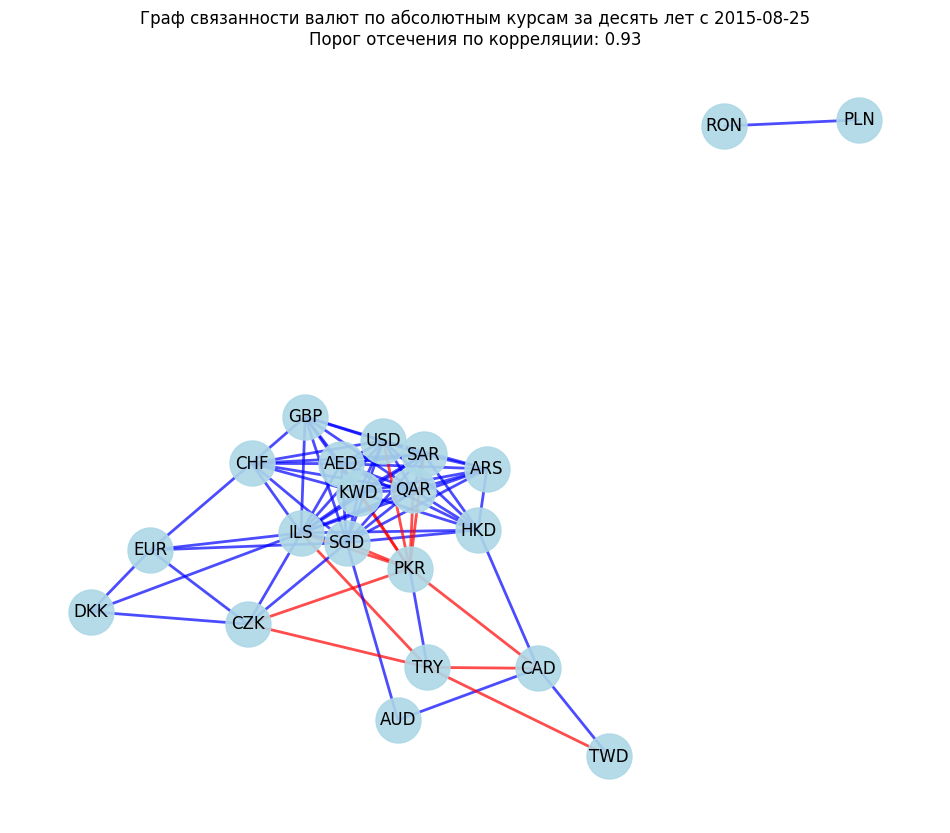 Граф связанности валют по абсолютным курсам за десять лет с 2015-08-25
Порог отсечения по корреляции: 0.93
RON
PLN
GBP
USD
SAR
CHF
AED
ARS
KWD
QAR
ILS
SGD
HKD
EUR
PKR
DKK
CZK
TRY
CAD
AUD
TWD